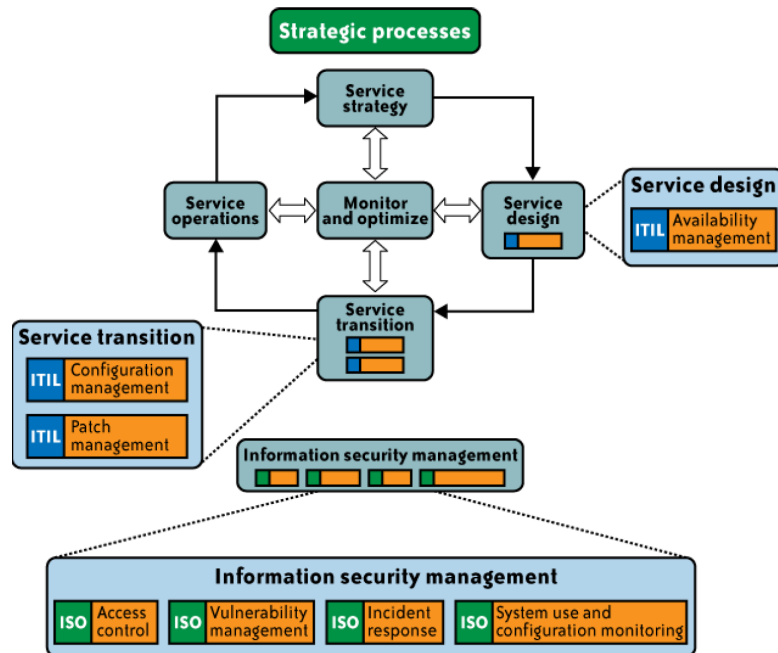 Strategic processes
Service
strategy
Service
operations
Monitor
and optimize
Service
design
Service design
ITIL
Availability
management
Service
transition
Service transition
ITIL
Configuration
management
ITIL
Patch
management
Information security management
Information security management
ISO
Access
control
ISO
Vulnerability
management
ISO
Incident
response
ISO
System use and
configuration monitoring